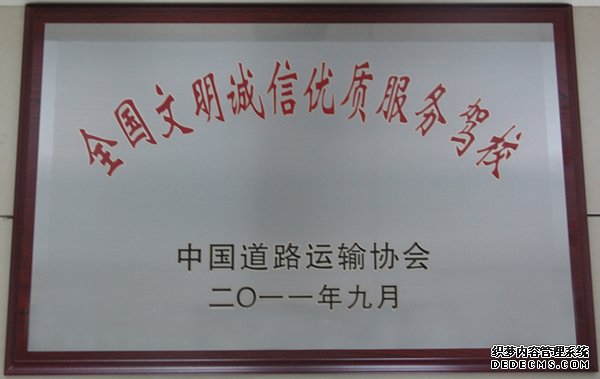 全国文明诚信优质服务驾校
中国道路运输协会
二〇一一年九月
织梦内容管理系统
DEDECMS.COM